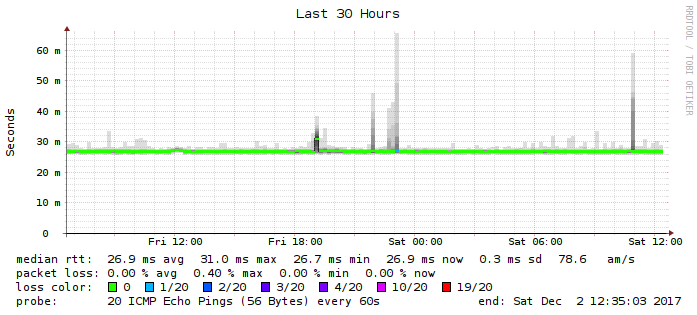 Last 30 Hours
RRDTOOL / TOBI OETIKER
Seconds
60 m
50 m
40 m
30 m
20 m
10 m
0
Fri 12:00 Fri 18:00 Sat 00:00 Sat 06:00 Sat 12:00
median rtt: 26.9 ms avg 31.0 ms max 26.7 ms min 26.9 ms now 0.3 ms sd 78.6 am/s
packet loss: 0.00 % avg 0.40 % max 0.00 % min 0.00 % now
loss color: 0 1/20 2/20 3/20 4/20 10/20 19/20
probe: 20 ICMP Echo Pings (56 Bytes) every 60s end: Sat Dec 2 12:35:03 2017